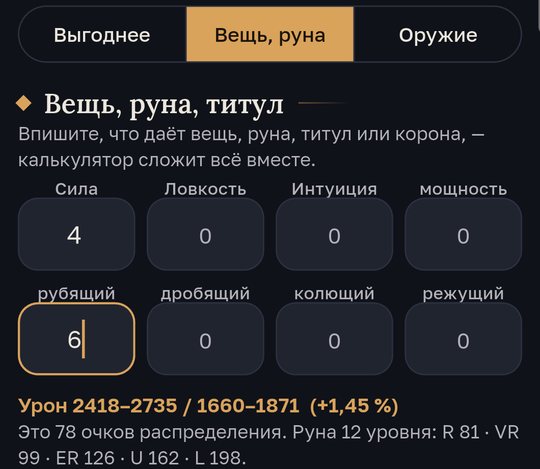 Выгоднее Вещь, руна Оружие
Вещь, руна, титул
Впишите, что даёт вещь, руна, титул или корона, —
калькулятор сложит всё вместе.
Сила Ловкость Интуиция мощность
4 0 0 0
рубящий дробящий колющий режущий
6 0 0 0
Урон 2418–2735 / 1660–1871 (+1,45 %)
Это 78 очков распределения. Руна 12 уровня: R 81 · VR
99 · ER 126 · U 162 · L 198.